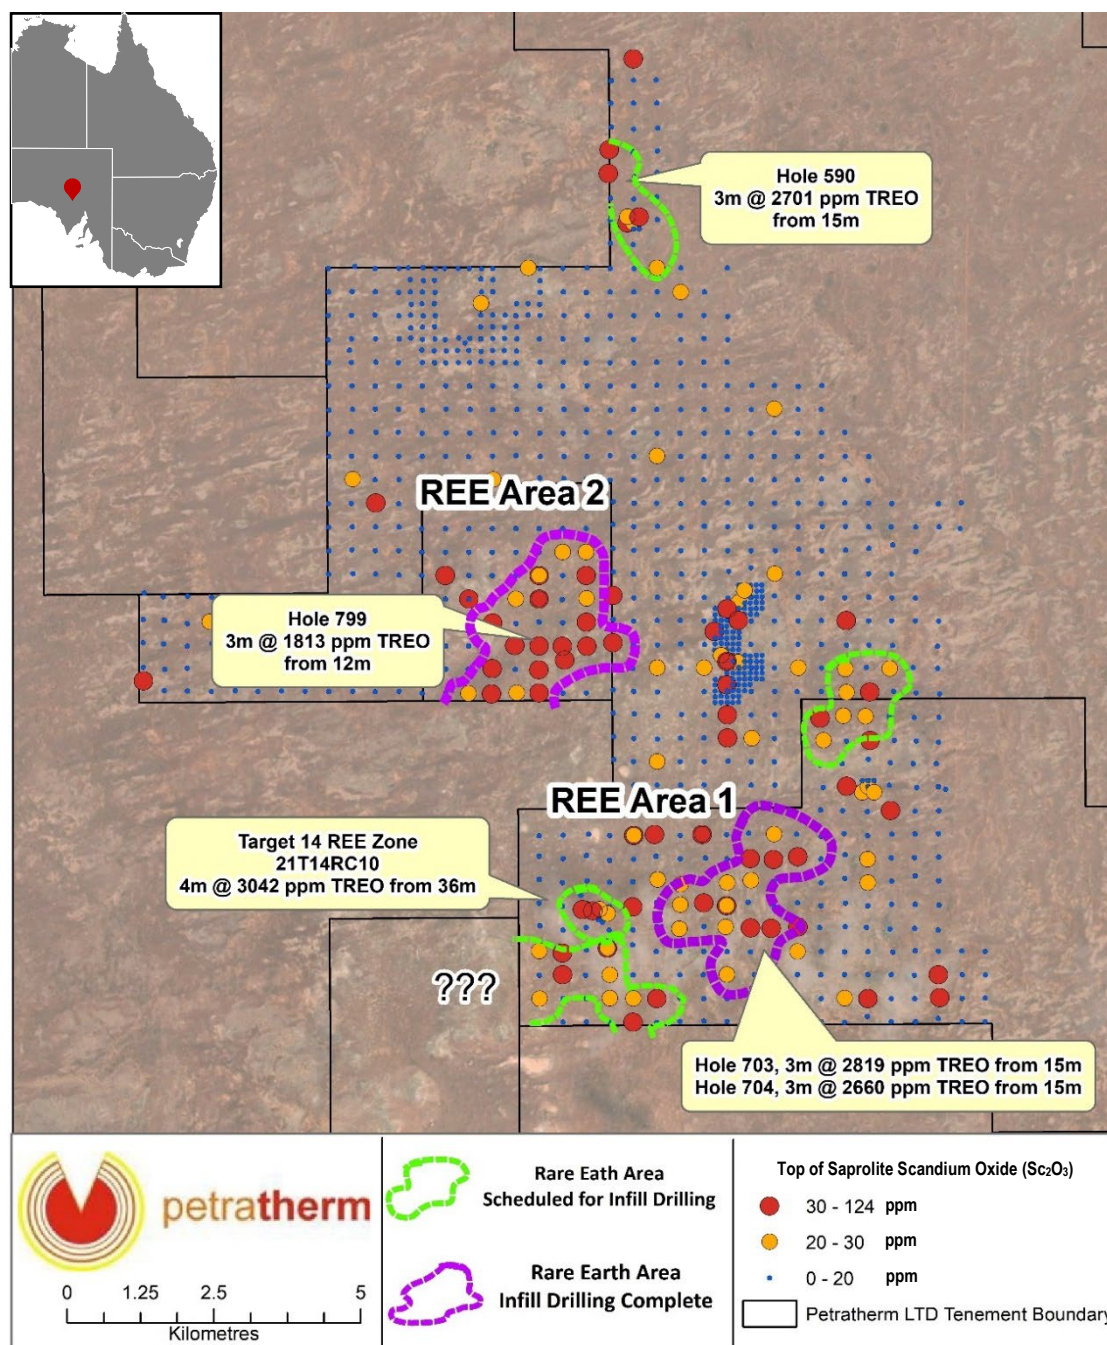 Hole 590
3m @ 2701 ppm TREO
from 15m
REE Area 2
Hole 799
3m @ 1813 ppm TREO
from 12m
REE Area 1
Target 14 REE Zone
21T14RC10
4m @ 3042 ppm TREO from 36m
???
Hole 703, 3m @ 2819 ppm TREO from 15m
Hole 704, 3m @ 2660 ppm TREO from 15m
petratherm
0 1.25 2.5 5
Kilometres
Rare Eath Area
Scheduled for Infill Drilling
Rare Earth Area
Infill Drilling Complete
Top of Saprolite Scandium Oxide (Sc₂O₃)
30 - 124 ppm
20 - 30 ppm
0 - 20 ppm
Petratherm LTD Tenement Boundary